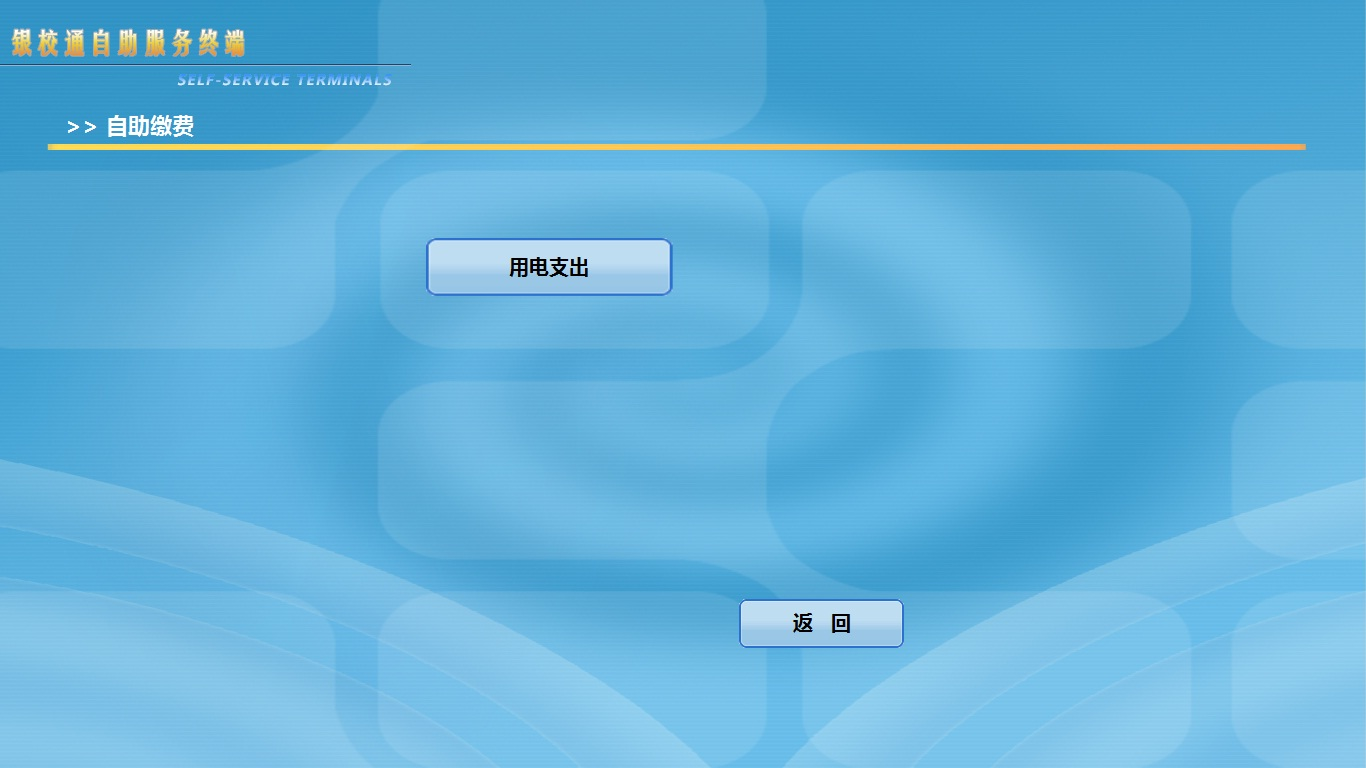 银校通自助服务终端
SELF-SERVICE TERMINALS
>> 自助缴费
用电支出
返 回